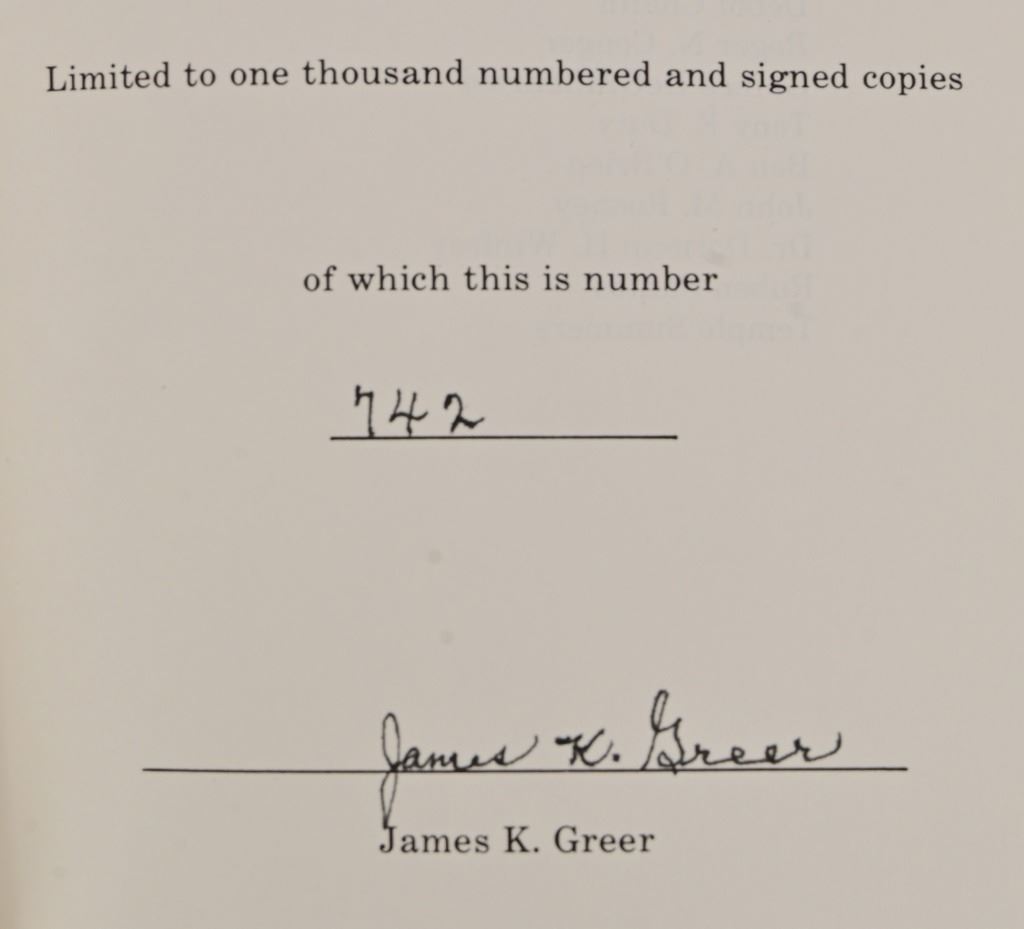 Limited to one thousand numbered and signed copies
of which this is number
742
James K. Greer
James K. Greer